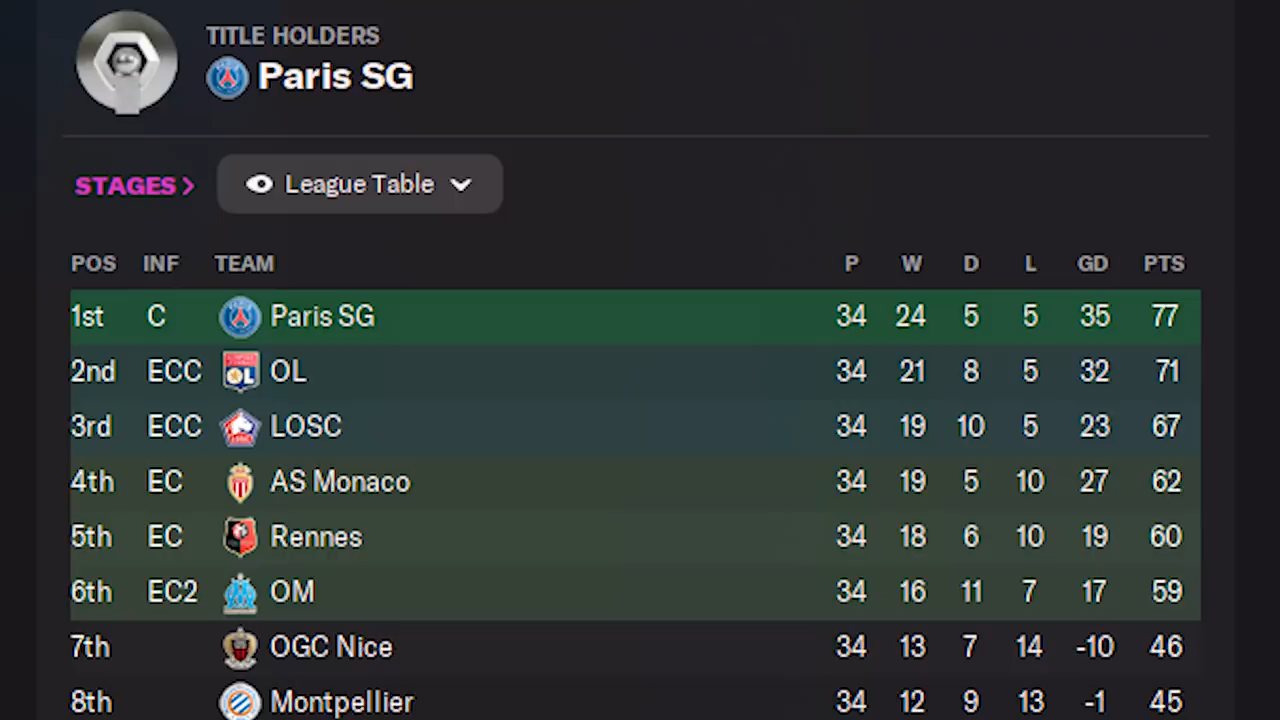 TITLE HOLDERS
Paris SG
STAGES > League Table
POS INF TEAM P W D L GD PTS
1st C Paris SG 34 24 5 5 35 77
2nd ECC OL 34 21 8 5 32 71
3rd ECC LOSC 34 19 10 5 23 67
4th EC AS Monaco 34 19 5 10 27 62
5th EC Rennes 34 18 6 10 19 60
6th EC2 OM 34 16 11 7 17 59
7th OGC Nice 34 13 7 14 -10 46
8th Montpellier 34 12 9 13 -1 45